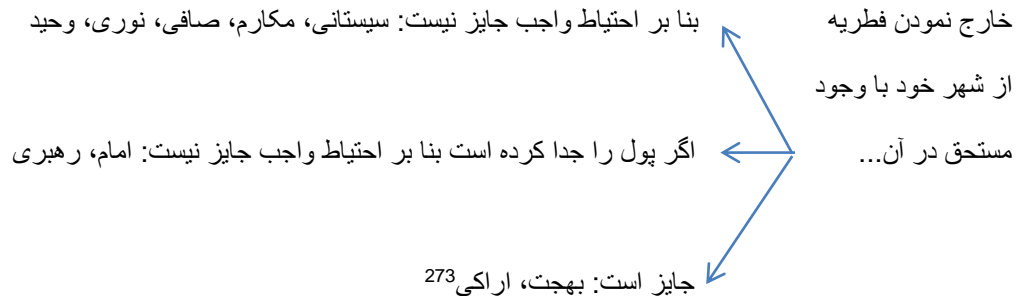 خارج نمودن فطریه
از شهر خود با وجود
مستحق در آن...
بنا بر احتیاط واجب جایز نیست: سیستانی، مکارم، صافی، نوری، وحید
اگر پول را جدا کرده است بنا بر احتیاط واجب جایز نیست: امام، رهبری
جایز است: بهجت، اراکی273